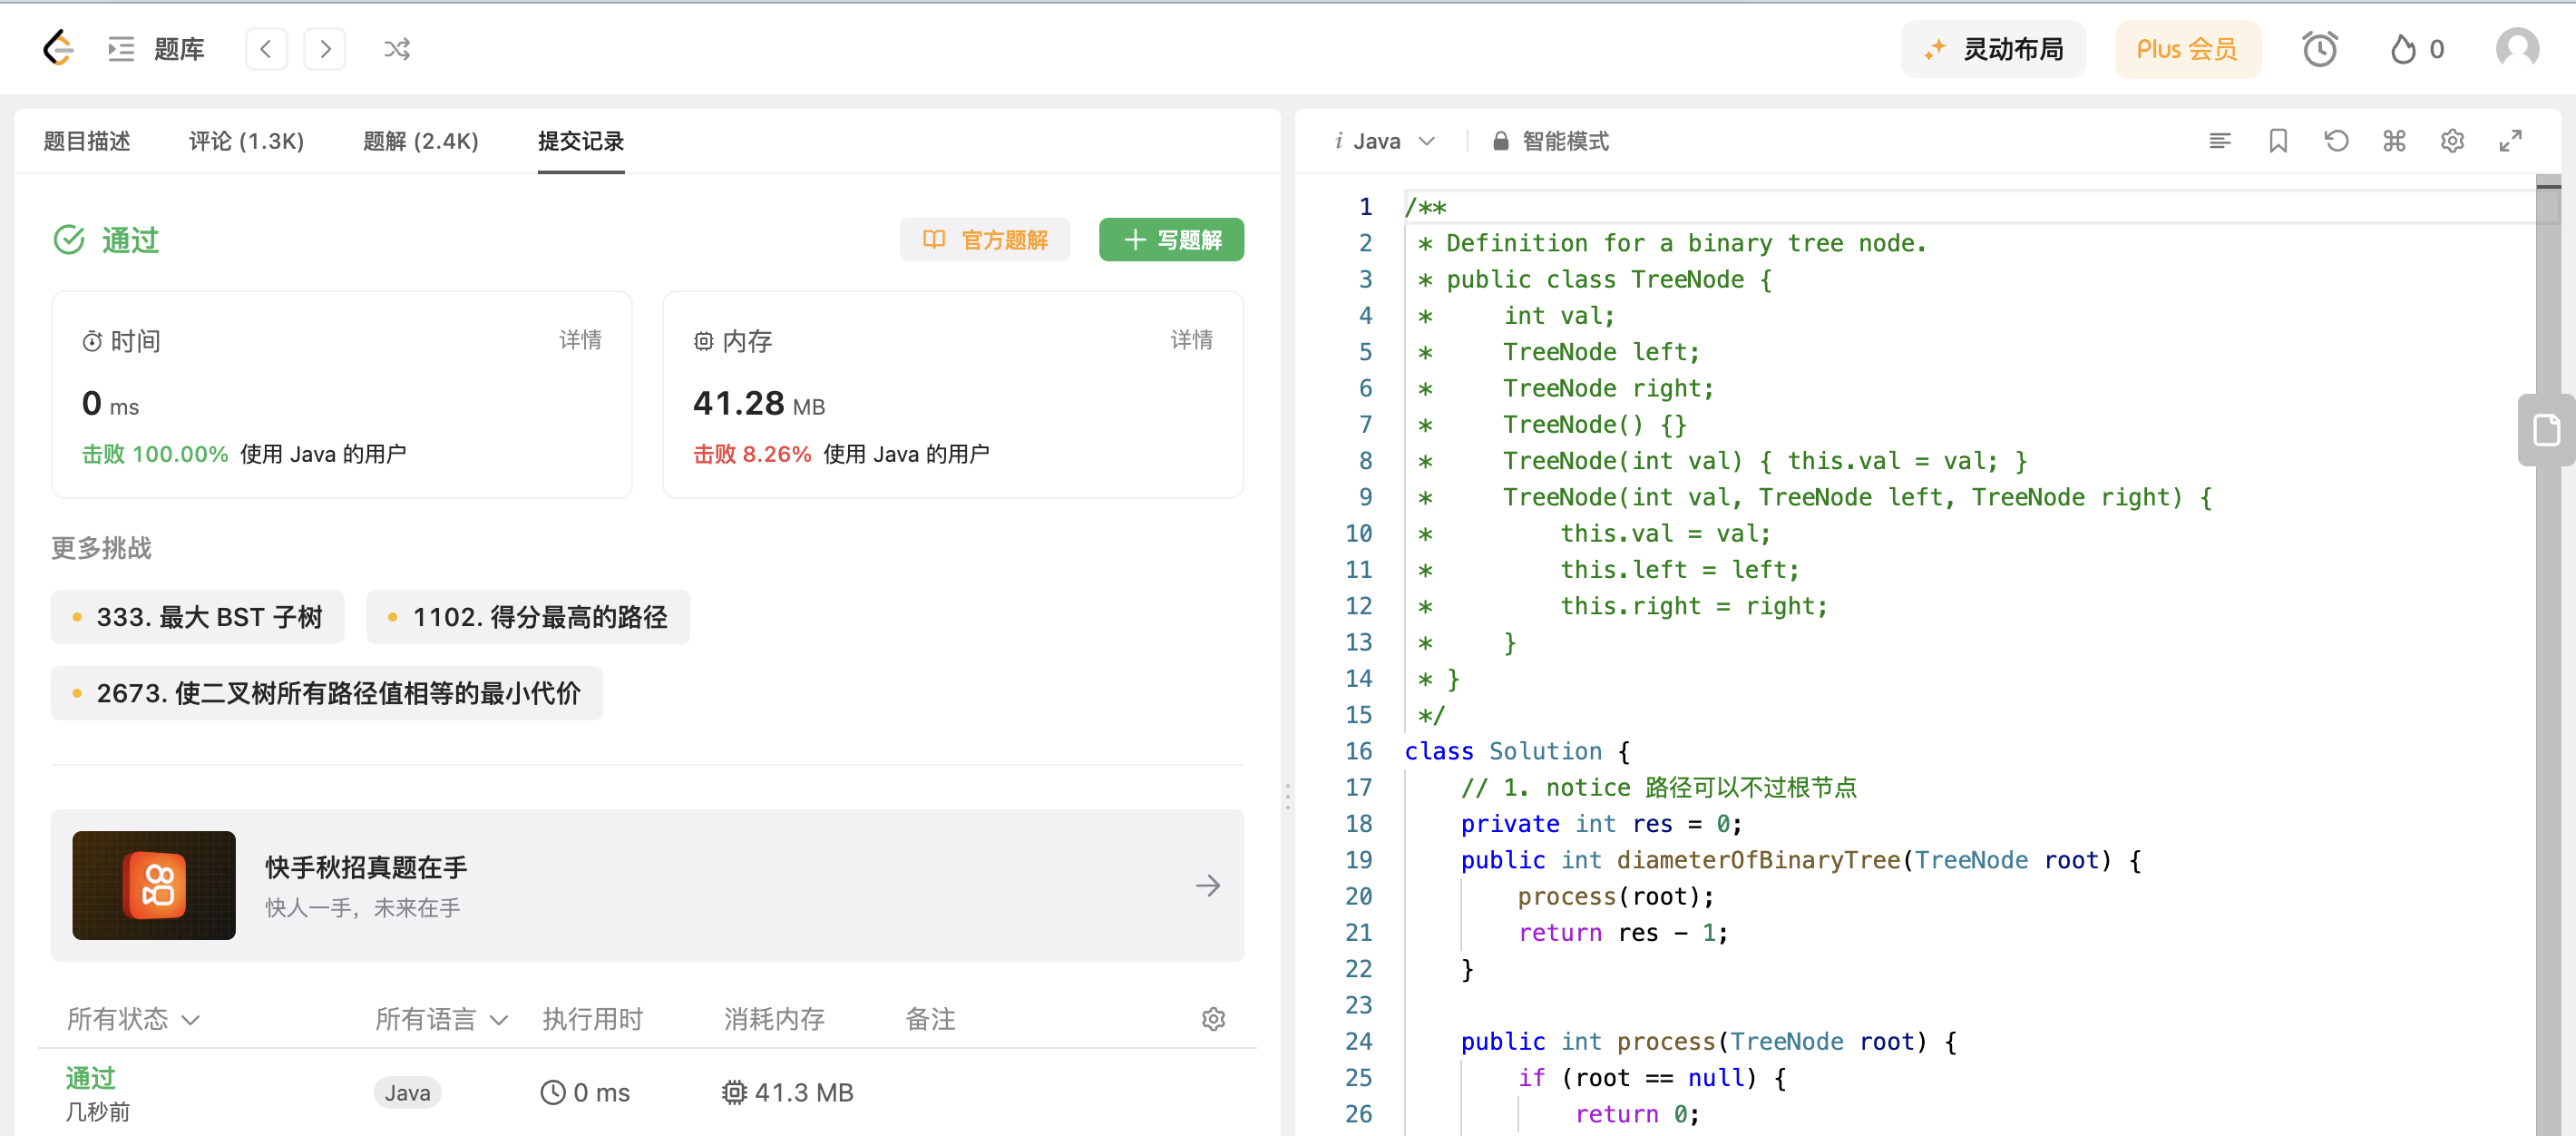 题库
灵动布局
Plus 会员
0
题目描述
评论 (1.3K)
题解 (2.4K)
提交记录
通过
官方题解
写题解
时间
详情
0 ms
击败 100.00% 使用 Java 的用户
内存
详情
41.28 MB
击败 8.26% 使用 Java 的用户
更多挑战
333. 最大 BST 子树
1102. 得分最高的路径
2673. 使二叉树所有路径值相等的最小代价
快手秋招真题在手
快人一手，未来在手
所有状态
所有语言
执行用时
消耗内存
备注
通过
几秒前
Java
0 ms
41.3 MB
i Java
智能模式
1 /**
2  * Definition for a binary tree node.
3  * public class TreeNode {
4  *     int val;
5  *     TreeNode left;
6  *     TreeNode right;
7  *     TreeNode() {}
8  *     TreeNode(int val) { this.val = val; }
9  *     TreeNode(int val, TreeNode left, TreeNode right) {
10  *         this.val = val;
11  *         this.left = left;
12  *         this.right = right;
13  *     }
14  * }
15  */
16 class Solution {
17     // 1. notice 路径可以不过根节点
18     private int res = 0;
19     public int diameterOfBinaryTree(TreeNode root) {
20         process(root);
21         return res - 1;
22     }
23
24     public int process(TreeNode root) {
25         if (root == null) {
26             return 0;